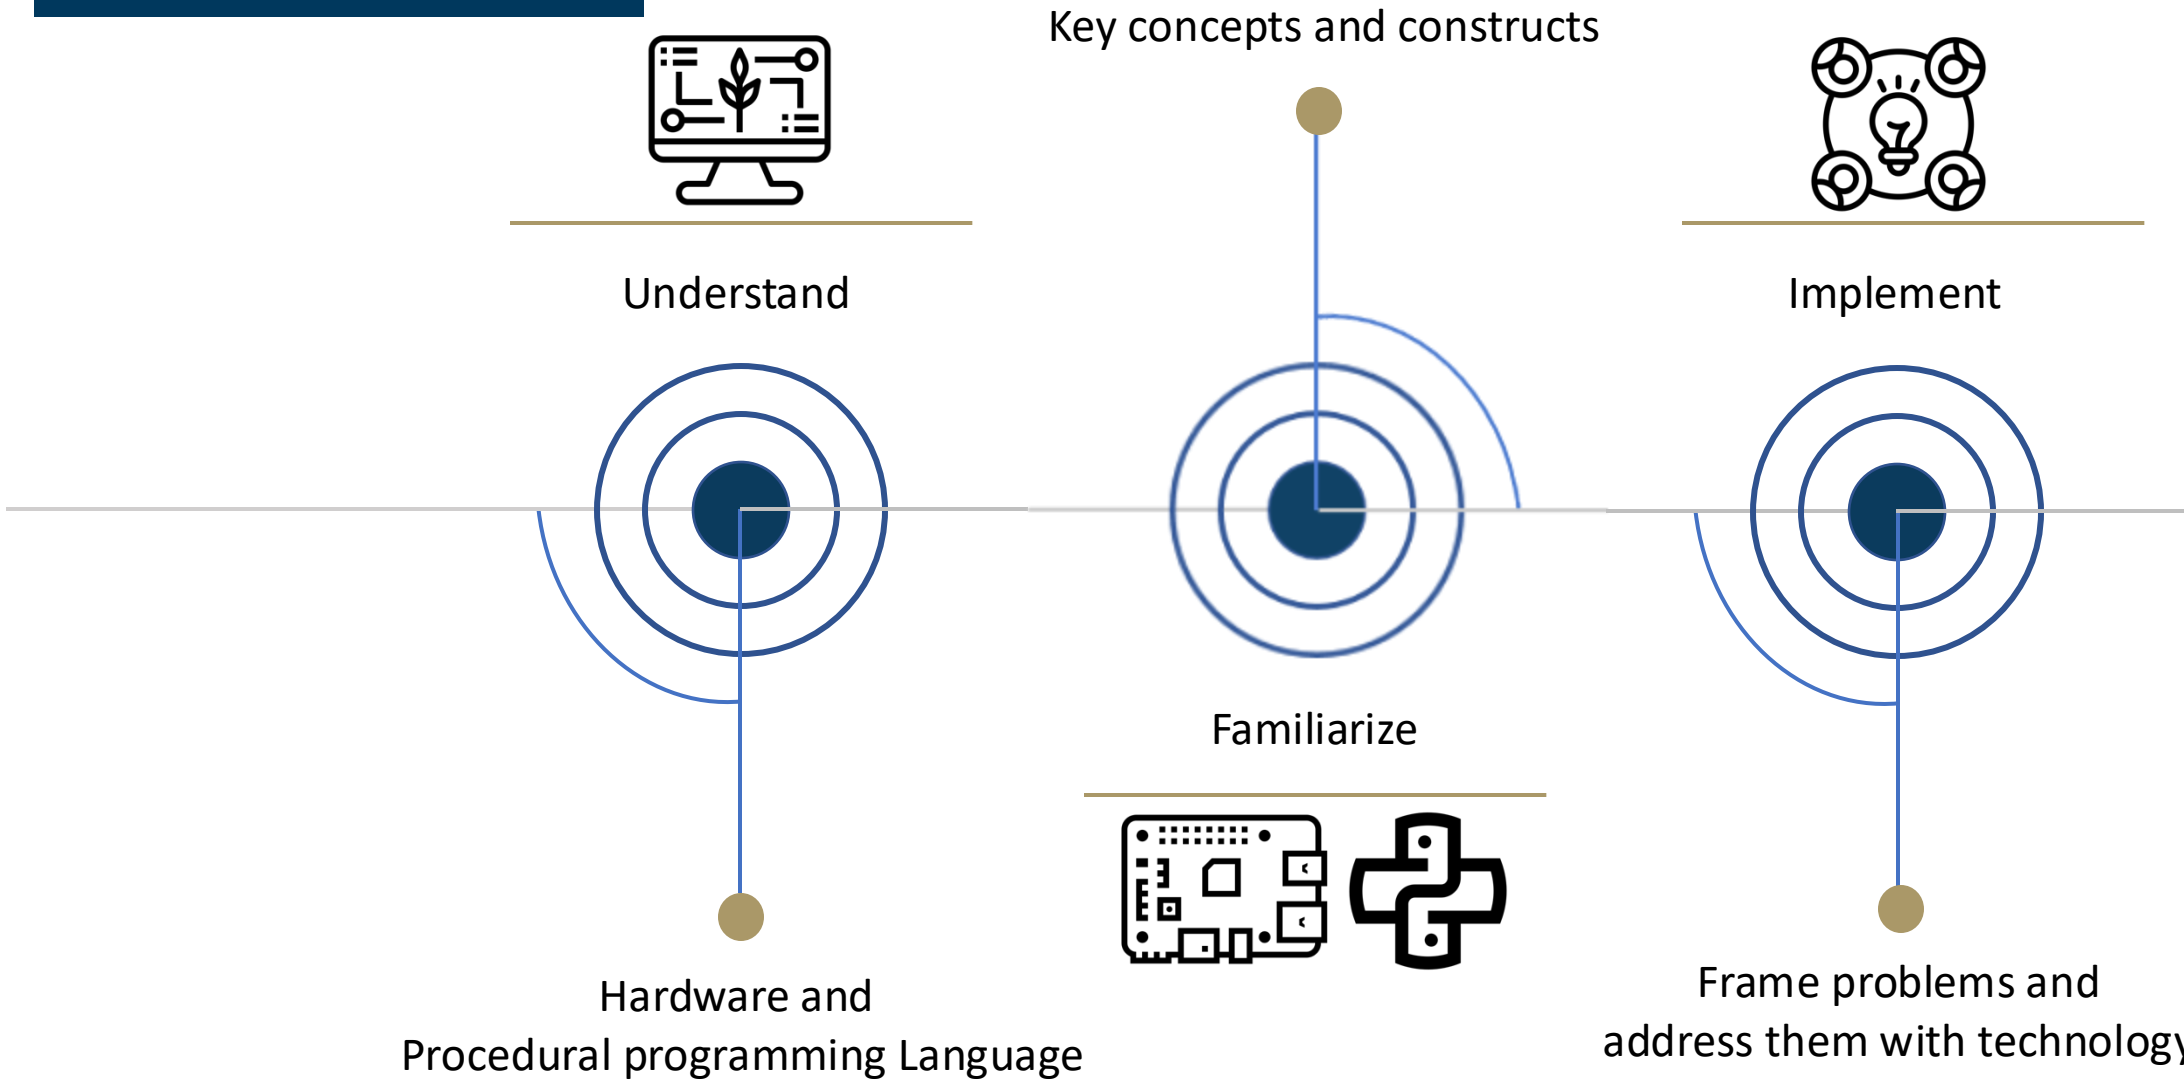 Key concepts and constructs
Understand
Implement
Familiarize
Hardware and
Procedural programming Language
Frame problems and
address them with technology